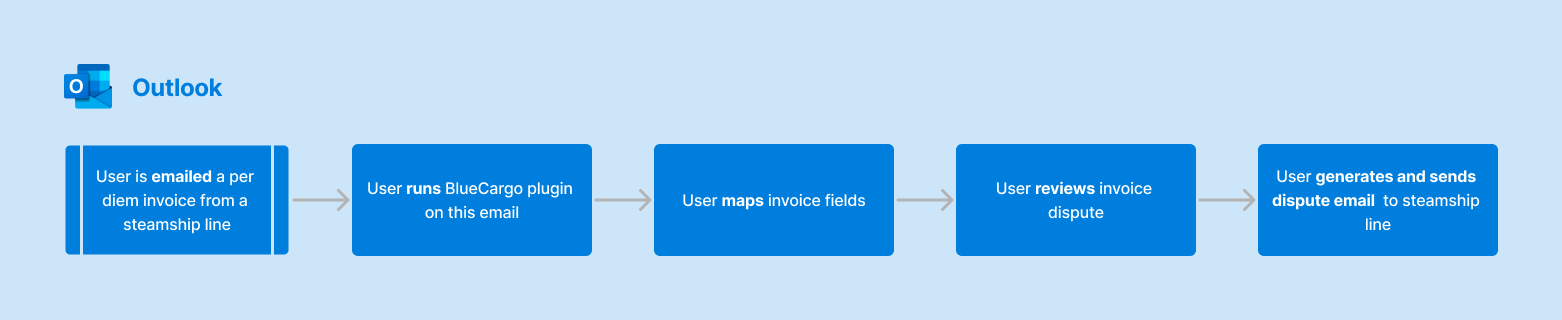 O
Outlook
User is emailed a per
diem invoice from a
steamship line
User runs BlueCargo plugin
on this email
User maps invoice fields
User reviews invoice
dispute
User generates and sends
dispute email to steamship
line